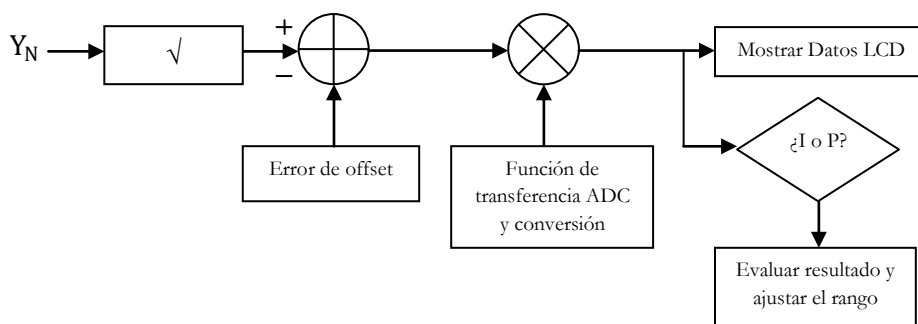 Y_N
√
+
−
Mostrar Datos LCD
¿I o P?
Error de offset
Función de
transferencia ADC
y conversión
Evaluar resultado y
ajustar el rango